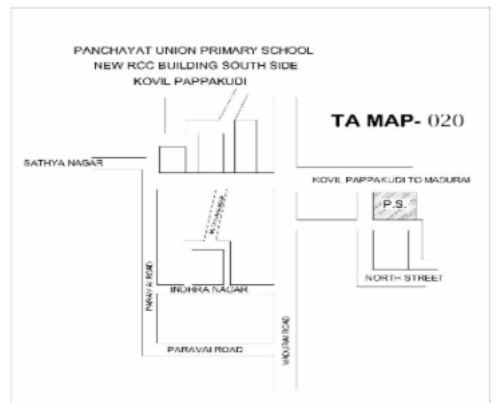 PANCHAYAT UNION PRIMARY SCHOOL
NEW RCC BUILDING SOUTH SIDE
KOVIL PAPPAKUDI
TA MAP- 020
SATHYA NAGAR
KOVIL PAPPAKUDI TO MADURAI
P.S.
PARAVAI ROAD
INDHRA NAGAR
NORTH STREET
MADURAI ROAD
PARAVAI ROAD